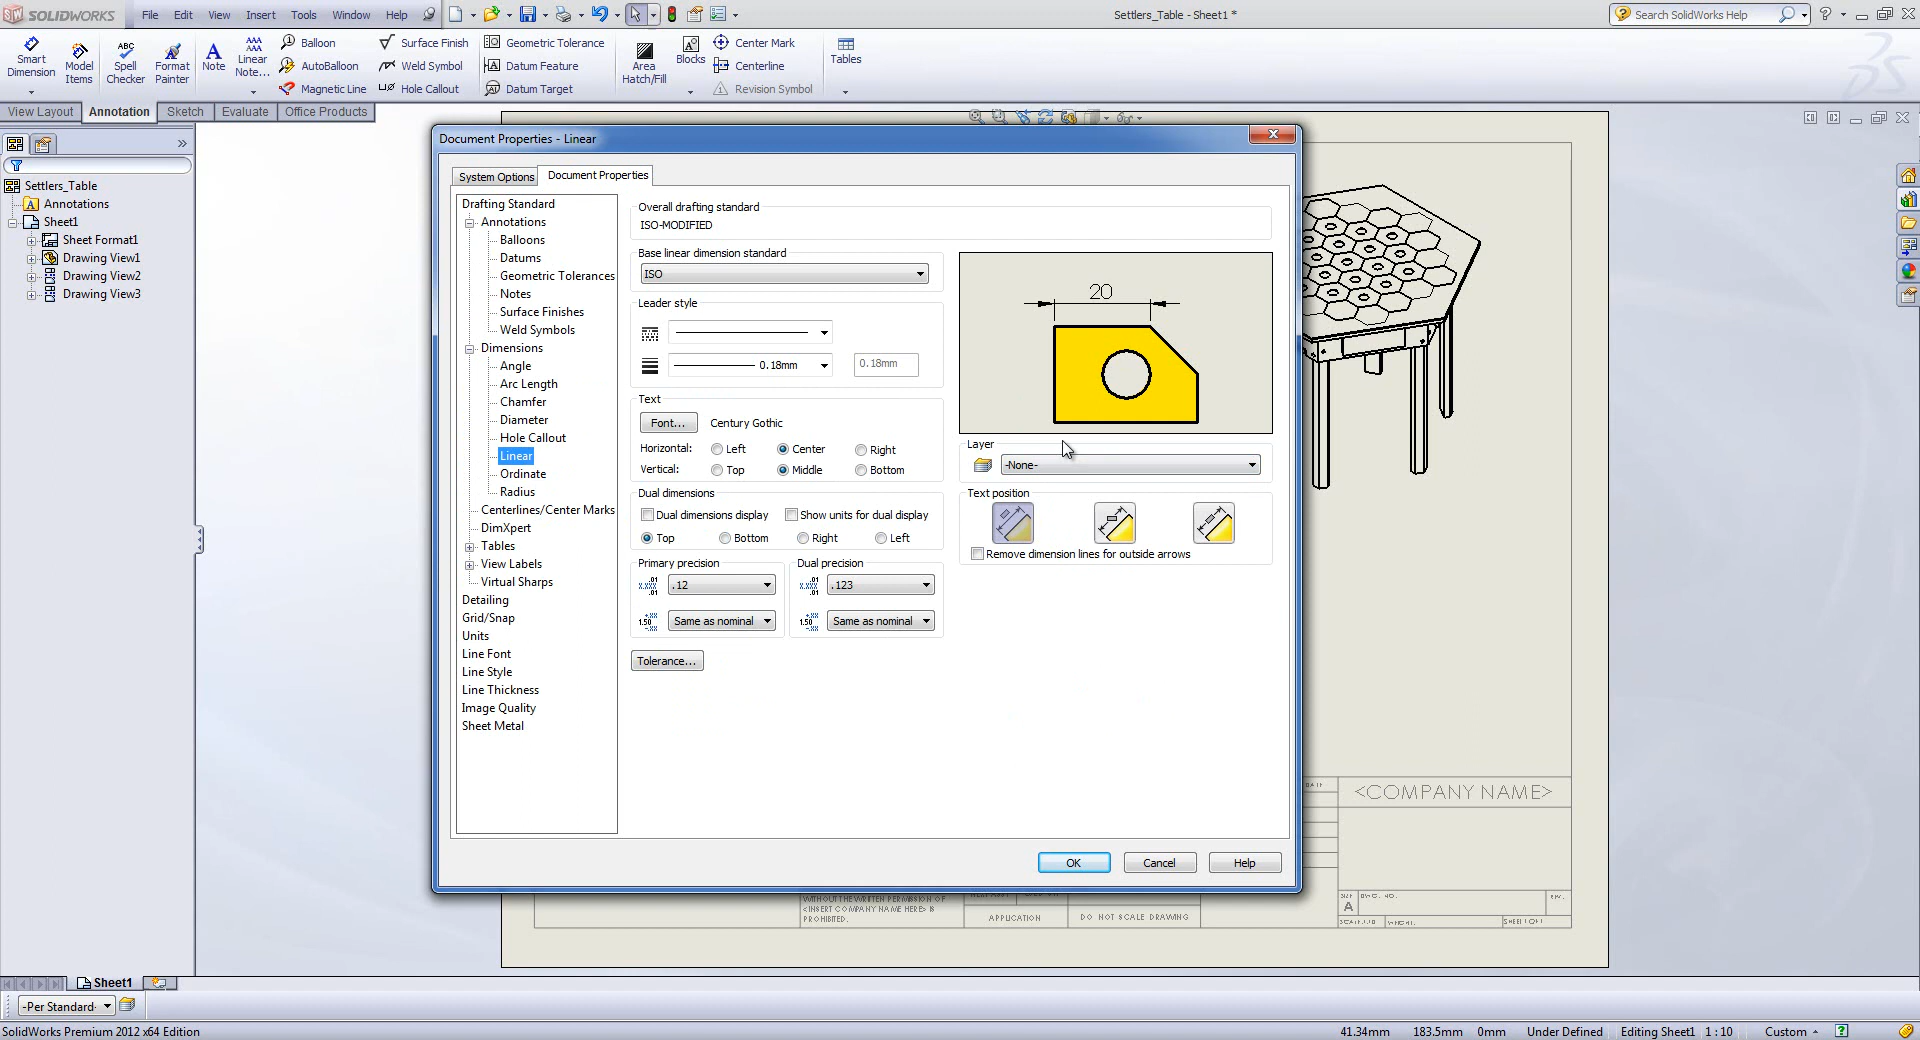 SOLIDWORKS
File Edit View Insert Tools Window Help
Settlers_Table - Sheet1 *
Search SolidWorks Help
Smart Dimension
Model Items
Spell Checker
Format Painter
Note
Linear Note...
Balloon
AutoBalloon
Magnetic Line
Surface Finish
Weld Symbol
Hole Callout
Geometric Tolerance
Datum Feature
Datum Target
Area Hatch/Fill
Blocks
Center Mark
Centerline
Revision Symbol
Tables
View Layout Annotation Sketch Evaluate Office Products
Settlers_Table
Annotations
Sheet1
Sheet Format1
Drawing View1
Drawing View2
Drawing View3
Document Properties - Linear
System Options Document Properties
Drafting Standard
Annotations
Balloons
Datums
Geometric Tolerances
Notes
Surface Finishes
Weld Symbols
Dimensions
Angle
Arc Length
Chamfer
Diameter
Hole Callout
Linear
Ordinate
Radius
Centerlines/Center Marks
DimXpert
Tables
View Labels
Virtual Sharps
Detailing
Grid/Snap
Units
Line Font
Line Style
Line Thickness
Image Quality
Sheet Metal
Overall drafting standard
ISO-MODIFIED
Base linear dimension standard
ISO
Leader style
0.18mm 0.18mm
Text
Font... Century Gothic
Horizontal: Left Center Right
Vertical: Top Middle Bottom
Dual dimensions
Dual dimensions display Show units for dual display
Top Bottom Right Left
Primary precision Dual precision
.12 .123
Same as nominal Same as nominal
Tolerance...
20
Layer
-None-
Text position
Remove dimension lines for outside arrows
OK Cancel Help
<COMPANY NAME>
WITHOUT THE WRITTEN PERMISSION OF
<INSERT COMPANY NAME HERE> IS
PROHIBITED.
APPLICATION
DO NOT SCALE DRAWING
A
Sheet1
-Per Standard-
SolidWorks Premium 2012 x64 Edition
41.34mm 183.5mm 0mm Under Defined Editing Sheet1 1 : 10 Custom